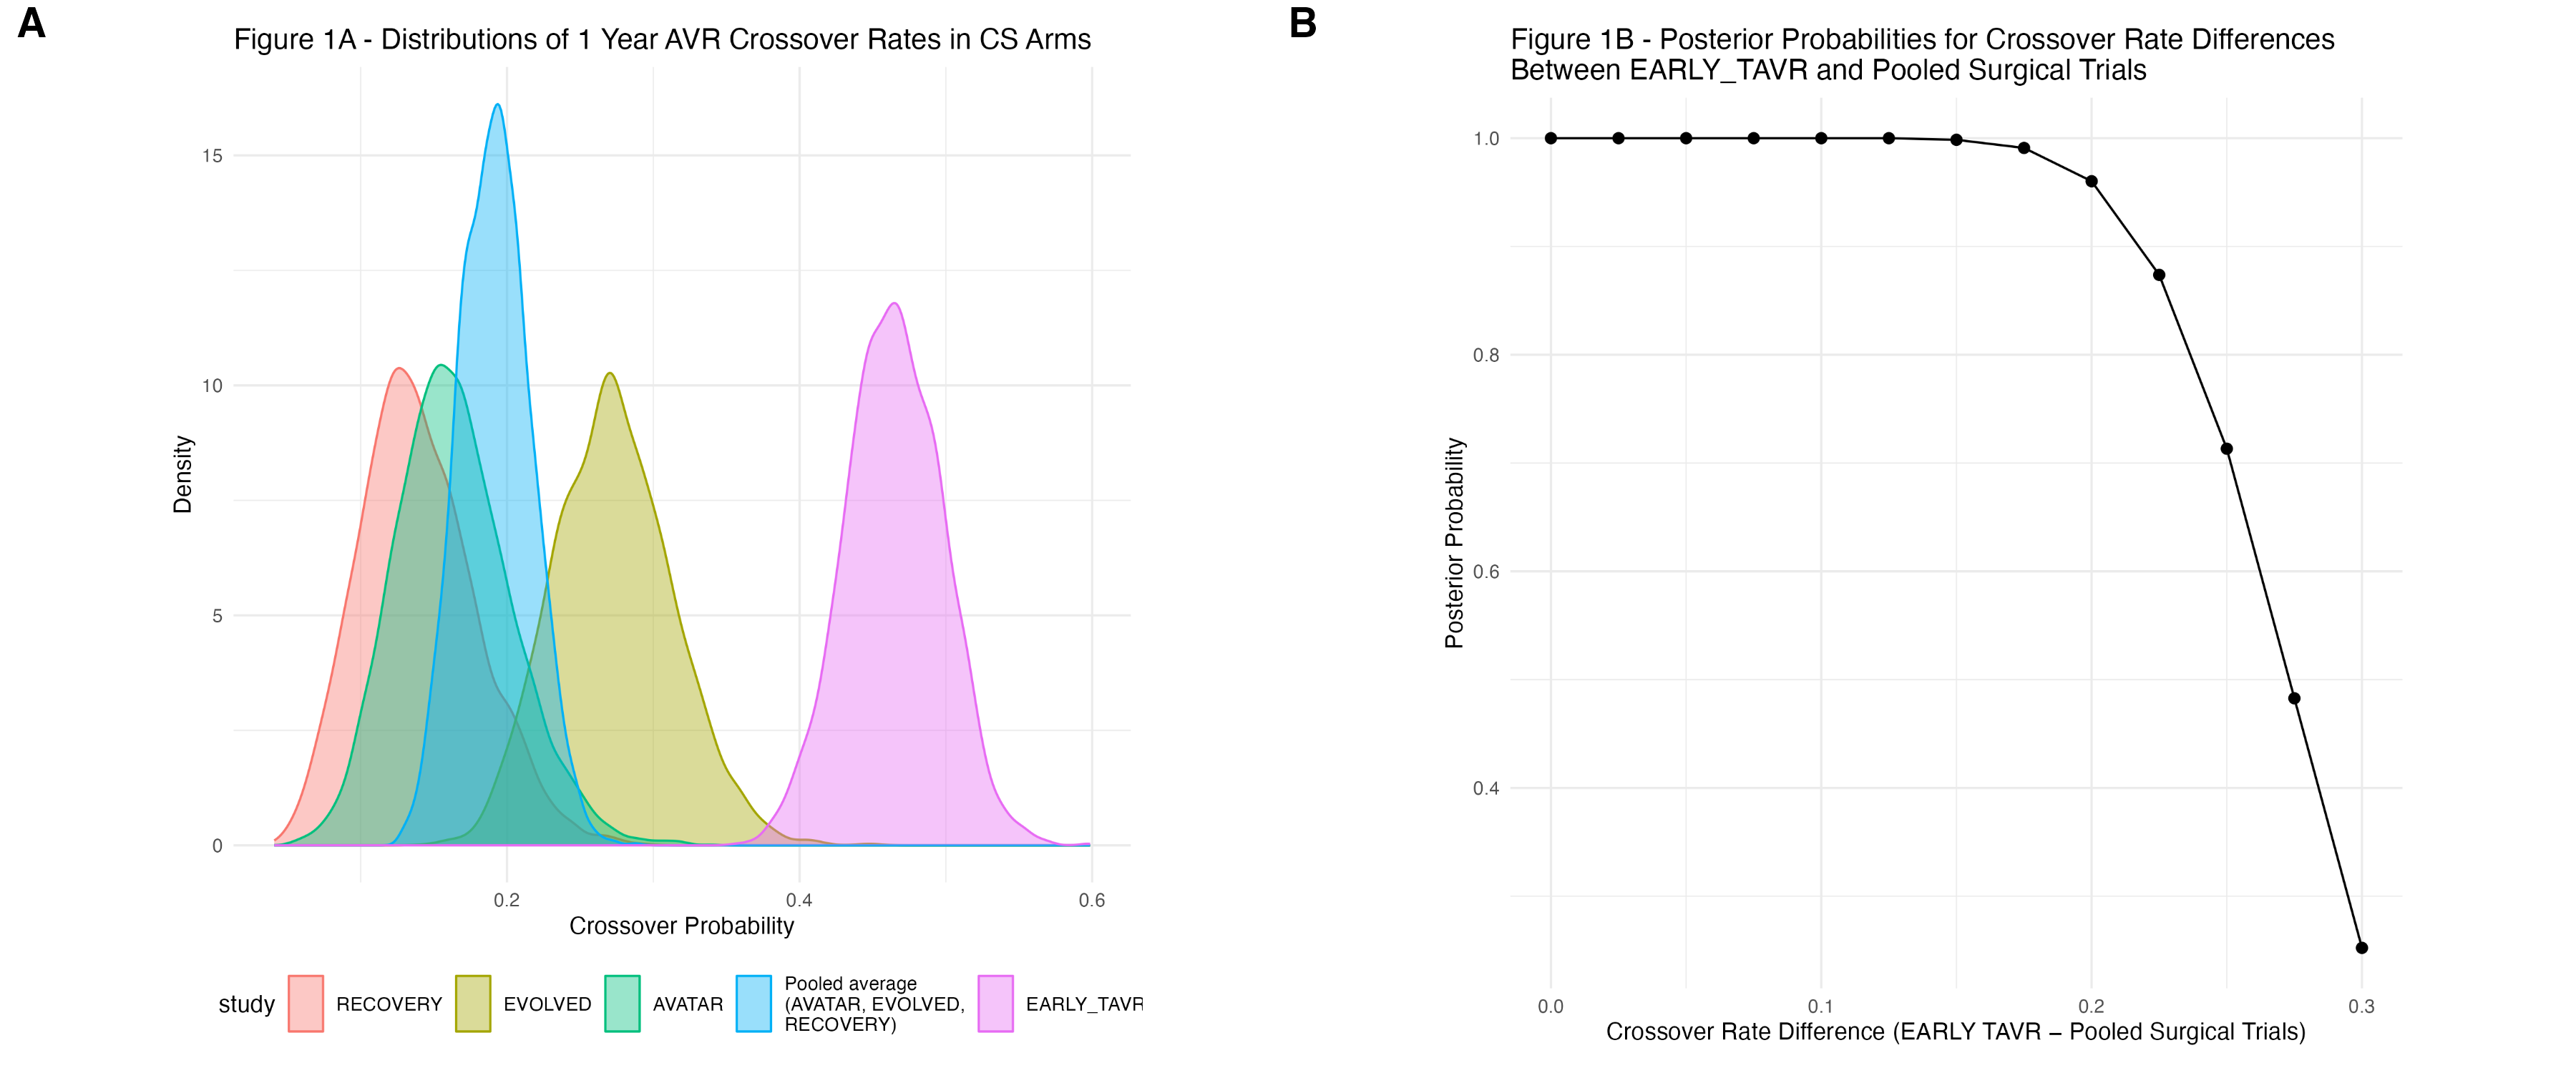 A
Figure 1A - Distributions of 1 Year AVR Crossover Rates in CS Arms
15
10
5
0
Density
0.2
0.4
0.6
Crossover Probability
study
RECOVERY
EVOLVED
AVATAR
Pooled average
(AVATAR, EVOLVED,
RECOVERY)
EARLY_TAVR
B
Figure 1B - Posterior Probabilities for Crossover Rate Differences
Between EARLY_TAVR and Pooled Surgical Trials
1.0
0.8
0.6
0.4
Posterior Probability
0.0
0.1
0.2
0.3
Crossover Rate Difference (EARLY TAVR − Pooled Surgical Trials)